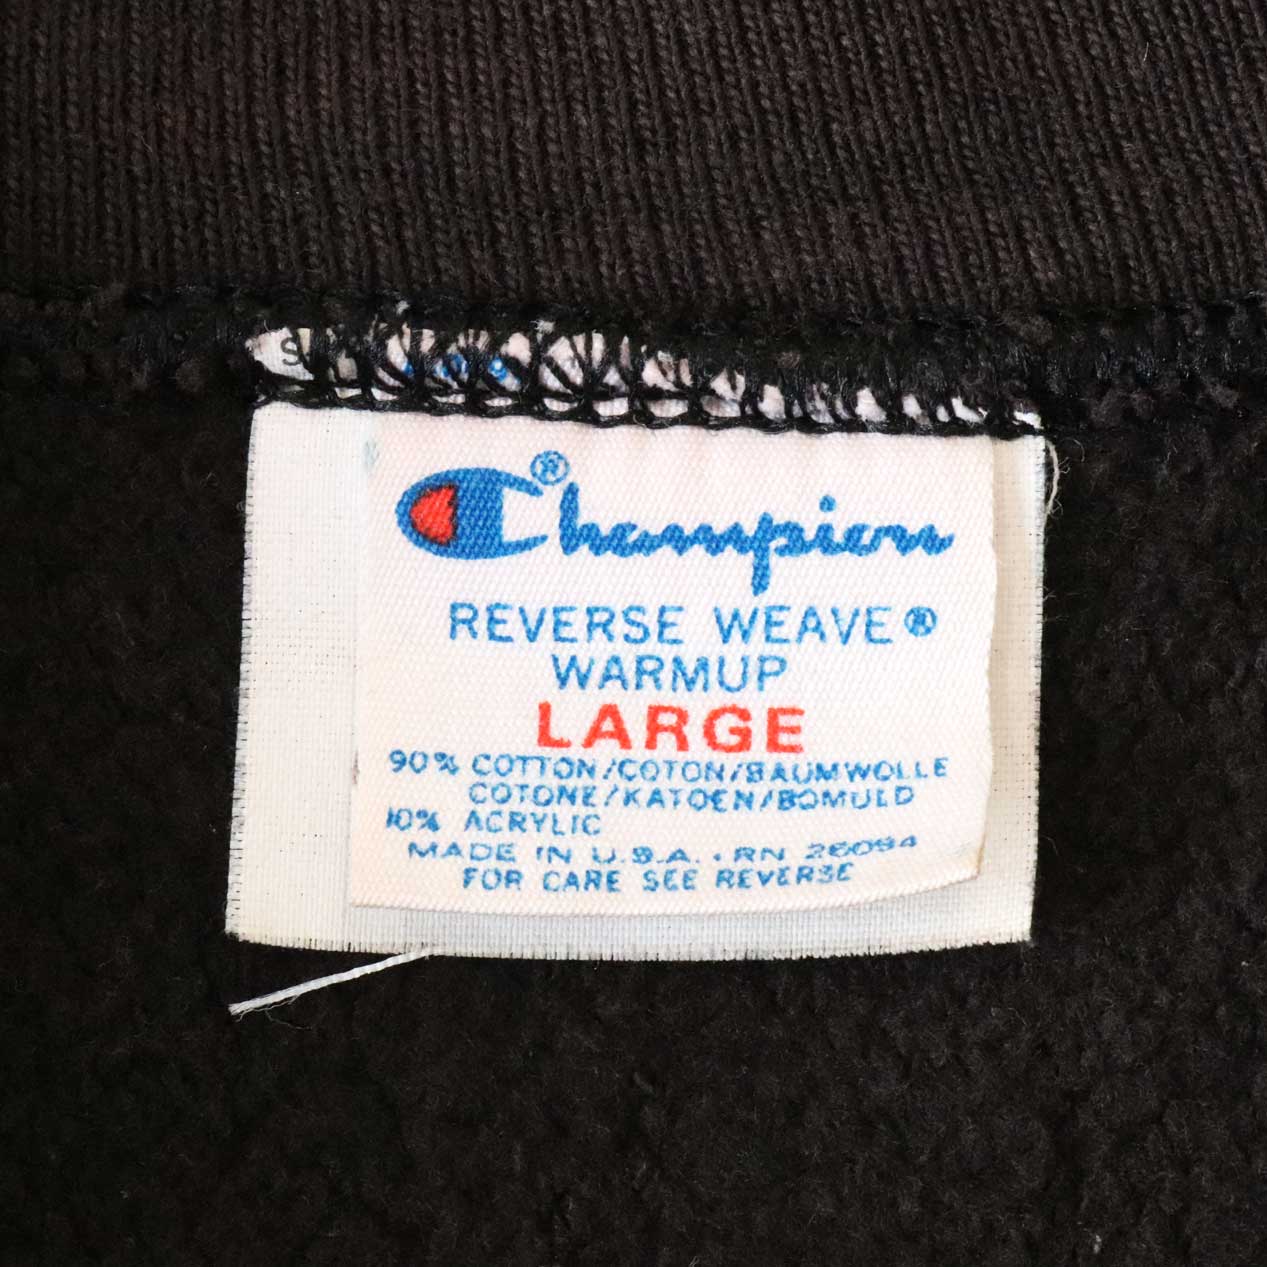 Champion®
REVERSE WEAVE®
WARMUP
LARGE
90% COTTON/COTON/BAUMWOLLE
COTONE/KATOEN/BOMULD
10% ACRYLIC
MADE IN U.S.A. · RN 26094
FOR CARE SEE REVERSE